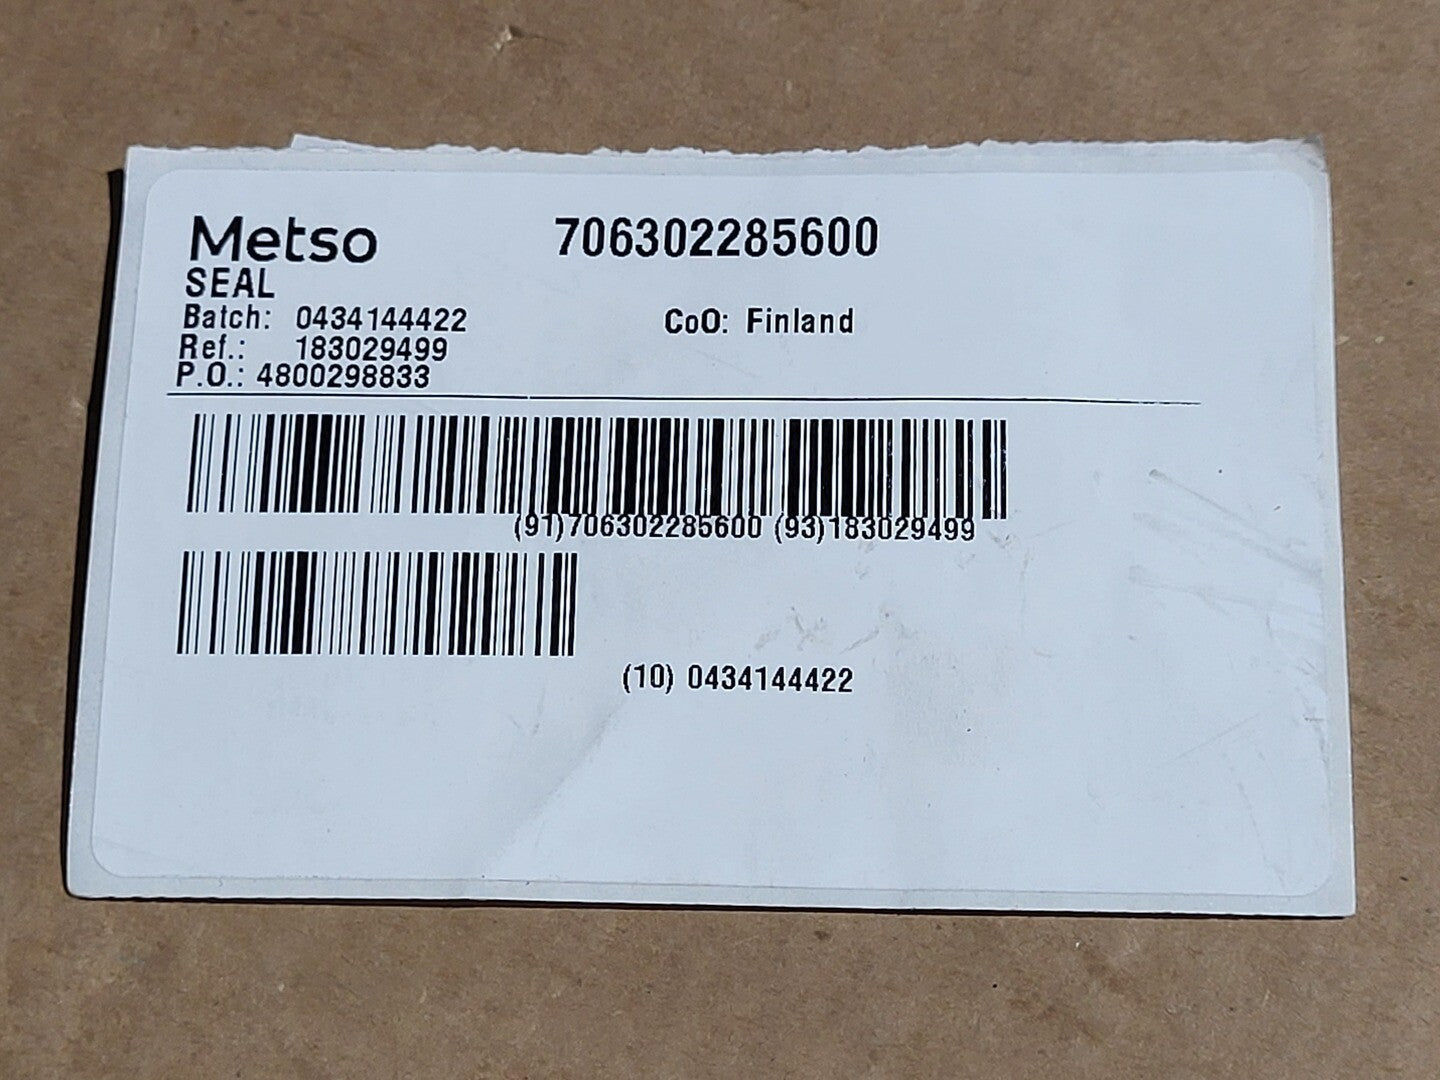 Metso 706302285600
SEAL
Batch: 0434144422 CoO: Finland
Ref.: 183029499
P.O.: 4800298833
(91)706302285600 (93)183029499
(10) 0434144422